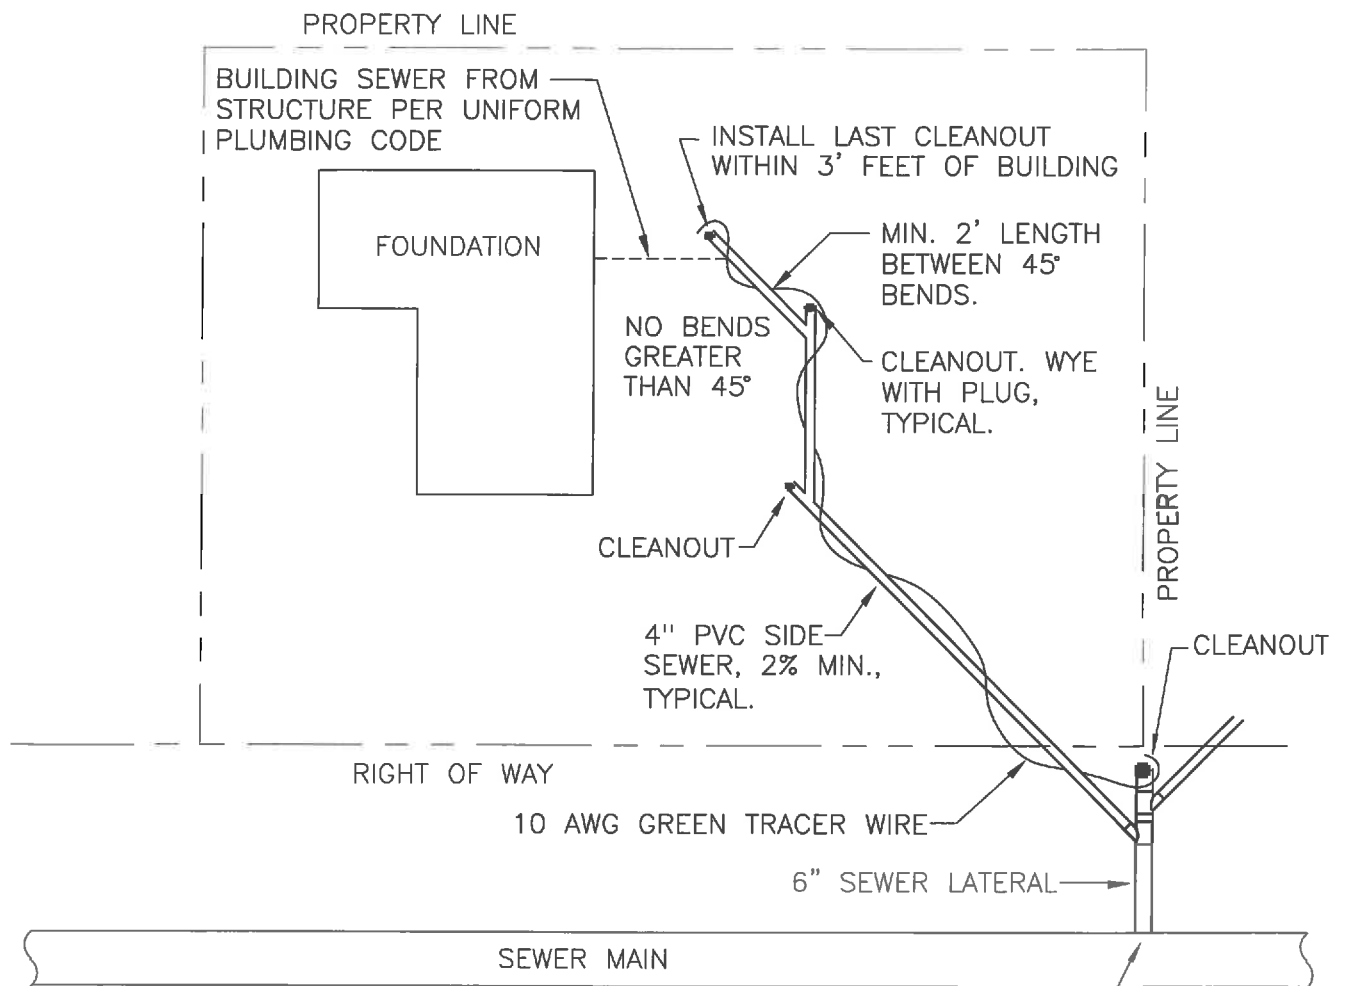 PROPERTY LINE
BUILDING SEWER FROM
STRUCTURE PER UNIFORM
PLUMBING CODE
INSTALL LAST CLEANOUT
WITHIN 3' FEET OF BUILDING
FOUNDATION
MIN. 2' LENGTH
BETWEEN 45°
BENDS.
NO BENDS
GREATER
THAN 45°
CLEANOUT. WYE
WITH PLUG,
TYPICAL.
PROPERTY LINE
CLEANOUT
4" PVC SIDE
SEWER, 2% MIN.,
TYPICAL.
CLEANOUT
RIGHT OF WAY
10 AWG GREEN TRACER WIRE
6" SEWER LATERAL
SEWER MAIN